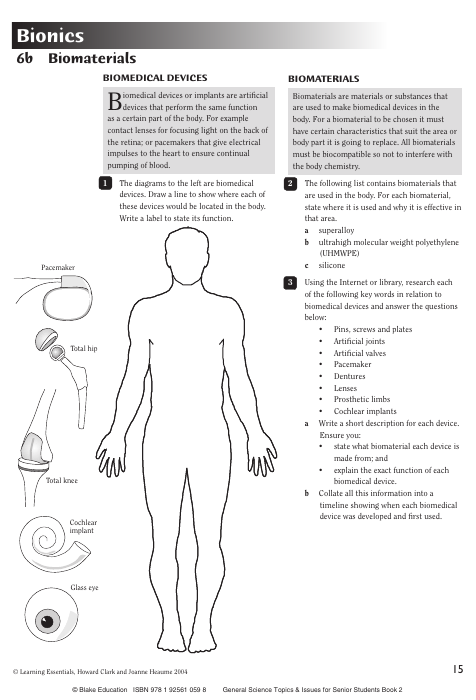 Bionics
6b Biomaterials
BIOMEDICAL DEVICES
Biomedical devices or implants are artificial
devices that perform the same function
as a certain part of the body. For example
contact lenses for focusing light on the back of
the retina; or pacemakers that give electrical
impulses to the heart to ensure continual
pumping of blood.
1 The diagrams to the left are biomedical
devices. Draw a line to show where each of
these devices would be located in the body.
Write a label to state its function.
Pacemaker
Total hip
Total knee
Cochlear
implant
Glass eye
BIOMATERIALS
Biomaterials are materials or substances that
are used to make biomedical devices in the
body. For a biomaterial to be chosen it must
have certain characteristics that suit the area or
body part it is going to replace. All biomaterials
must be biocompatible so not to interfere with
the body chemistry.
2 The following list contains biomaterials that
are used in the body. For each biomaterial,
state where it is used and why it is effective in
that area.
a superalloy
b ultrahigh molecular weight polyethylene
(UHMWPE)
c silicone
3 Using the Internet or library, research each
of the following key words in relation to
biomedical devices and answer the questions
below:
• Pins, screws and plates
• Artificial joints
• Artificial valves
• Pacemaker
• Dentures
• Lenses
• Prosthetic limbs
• Cochlear implants
a Write a short description for each device.
Ensure you:
• state what biomaterial each device is
made from; and
• explain the exact function of each
biomedical device.
b Collate all this information into a
timeline showing when each biomedical
device was developed and first used.
© Learning Essentials, Howard Clark and Joanne Heaume 2004
15
© Blake Education ISBN 978 1 92561 059 8 General Science Topics & Issues for Senior Students Book 2